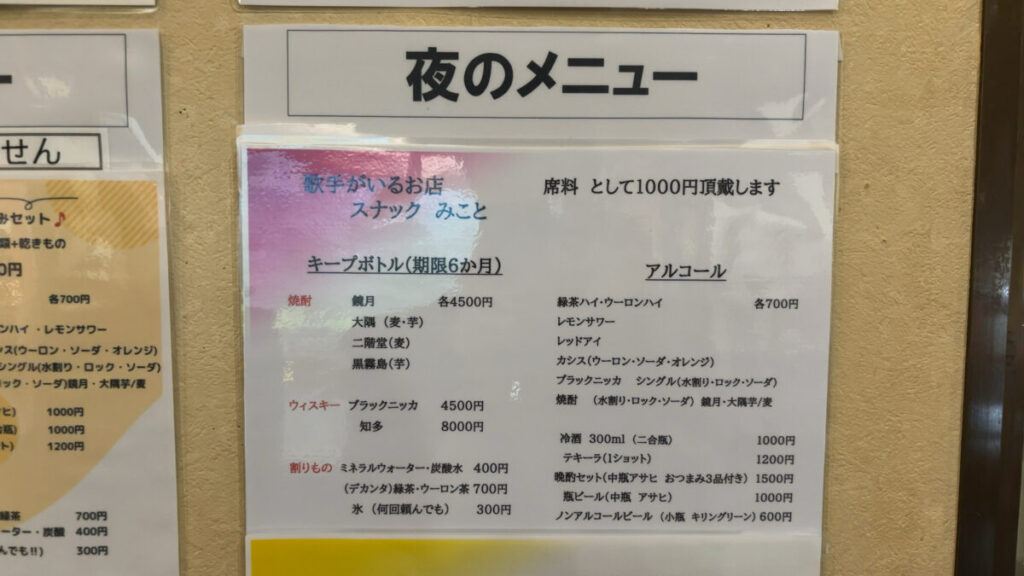 夜のメニュー
歌手がいるお店
スナック みこと
席料 として1000円頂戴します
キープボトル(期限6か月)
焼酎 鏡月 各4500円
大隅 (麦・芋)
二階堂(麦)
黒霧島(芋)
ウィスキー ブラックニッカ 4500円
知多 8000円
割りもの ミネラルウォーター・炭酸水 400円
(デカンタ)緑茶・ウーロン茶 700円
氷 (何回頼んでも) 300円
アルコール
緑茶ハイ・ウーロンハイ 各700円
レモンサワー
レッドアイ
カシス(ウーロン・ソーダ・オレンジ)
ブラックニッカ シングル(水割り・ロック・ソーダ)
焼酎 (水割り・ロック・ソーダ) 鏡月・大隅芋/麦
冷酒 300ml (二合瓶) 1000円
テキーラ(1ショット) 1200円
晩酌セット(中瓶アサヒ おつまみ3品付き) 1500円
瓶ビール(中瓶 アサヒ) 1000円
ノンアルコールビール (小瓶 キリングリーン) 600円
ー
せん
みセット♪
+乾きもの
0円
各700円
ンハイ ・レモンサワー
シス(ウーロン・ソーダ・オレンジ)
シングル(水割り・ロック・ソーダ)
ロック・ソーダ)鏡月・大隅芋/麦
ヒ) 1000円
瓶) 1000円
ト) 1200円
緑茶 700円
ーター・炭酸 400円
んでも!!) 300円